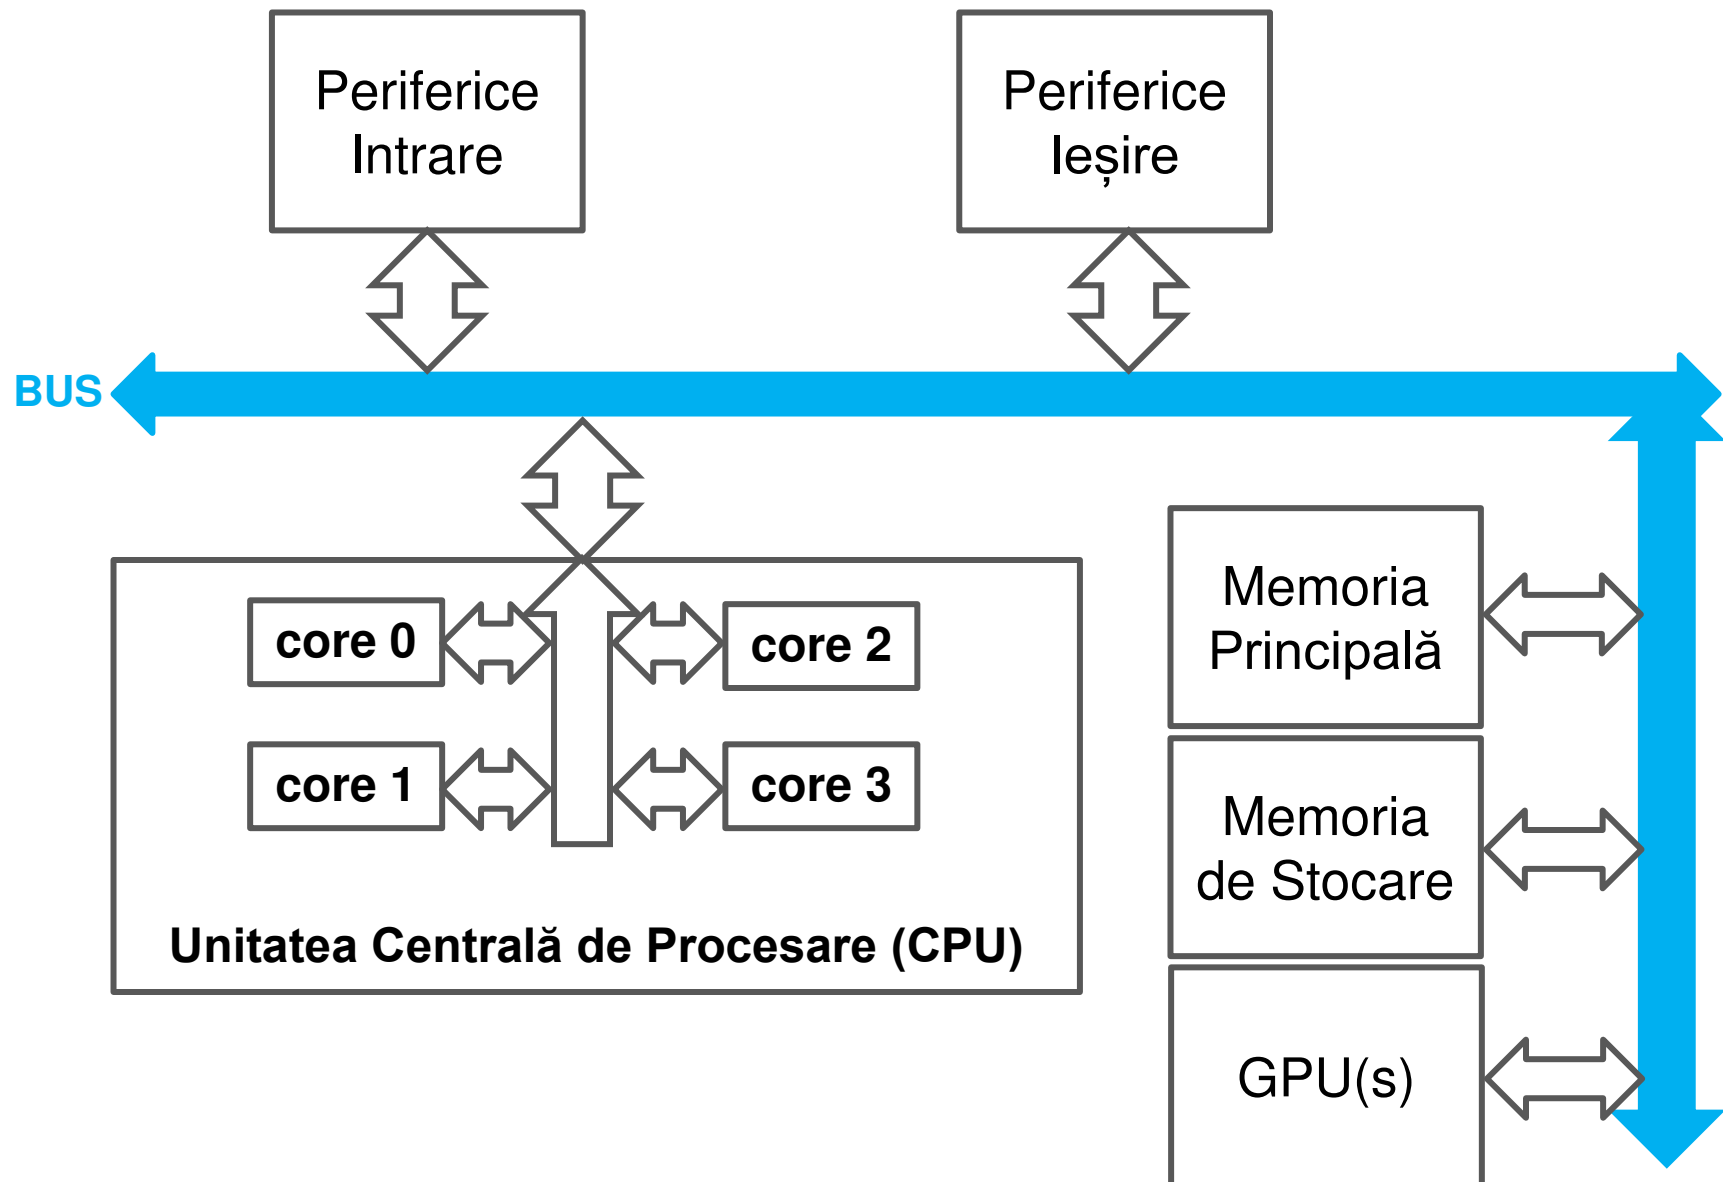 Periferice
Intrare
Periferice
Ieșire
BUS
core 0
core 2
core 1
core 3
Unitatea Centrală de Procesare (CPU)
Memoria
Principală
Memoria
de Stocare
GPU(s)